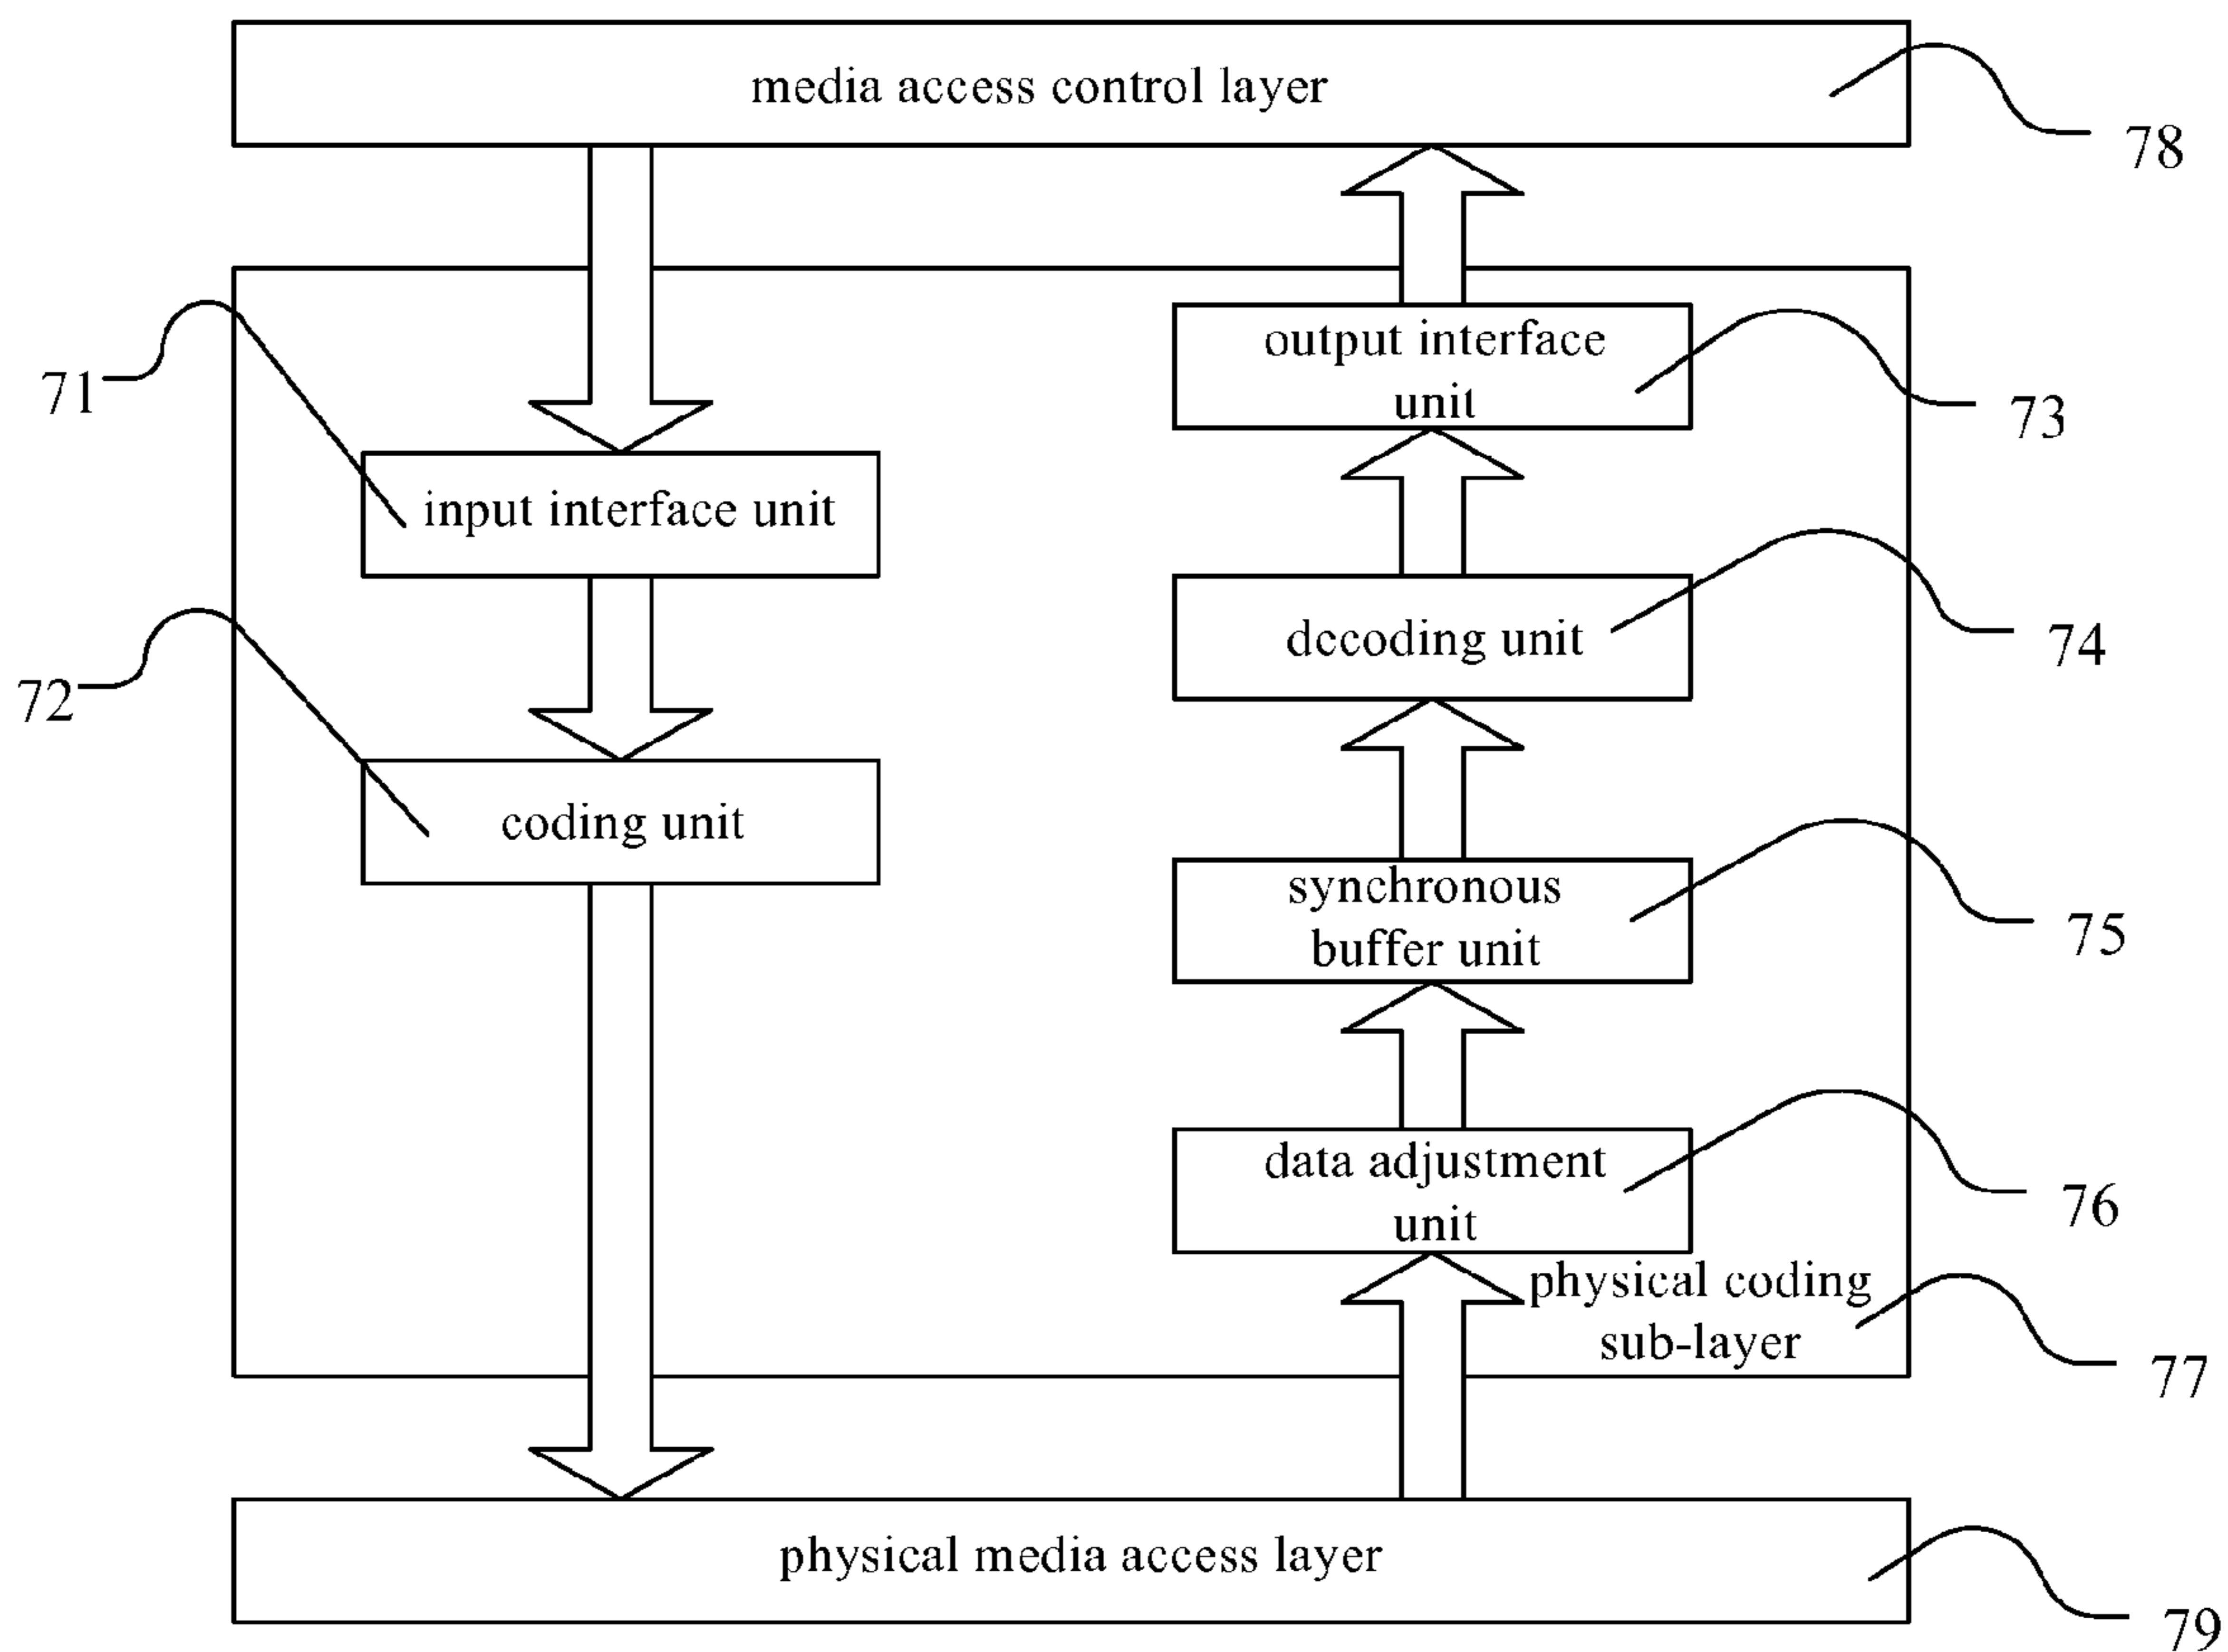 media access control layer
78
output interface
unit
73
71
input interface unit
dccoding unit
74
72
coding unit
synchronous
buffer unit
75
data adjustment
unit
76
physical coding
sub-layer
77
physical media access layer
79